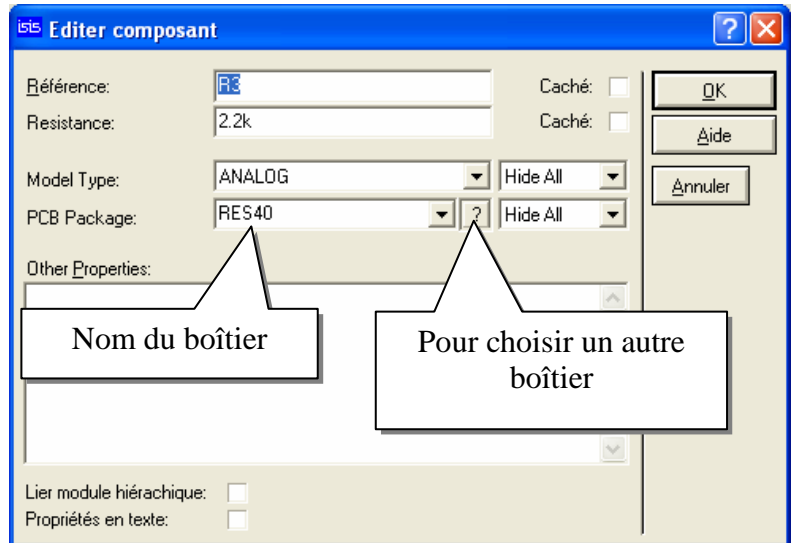 isis Editer composant
Référence: R3 Caché: OK
Resistance: 2.2k Caché: Aide
Model Type: ANALOG Hide All Annuler
PCB Package: RES40 ? Hide All
Other Properties:
Nom du boîtier
Pour choisir un autre
boîtier
Lier module hiérachique:
Propriétés en texte: